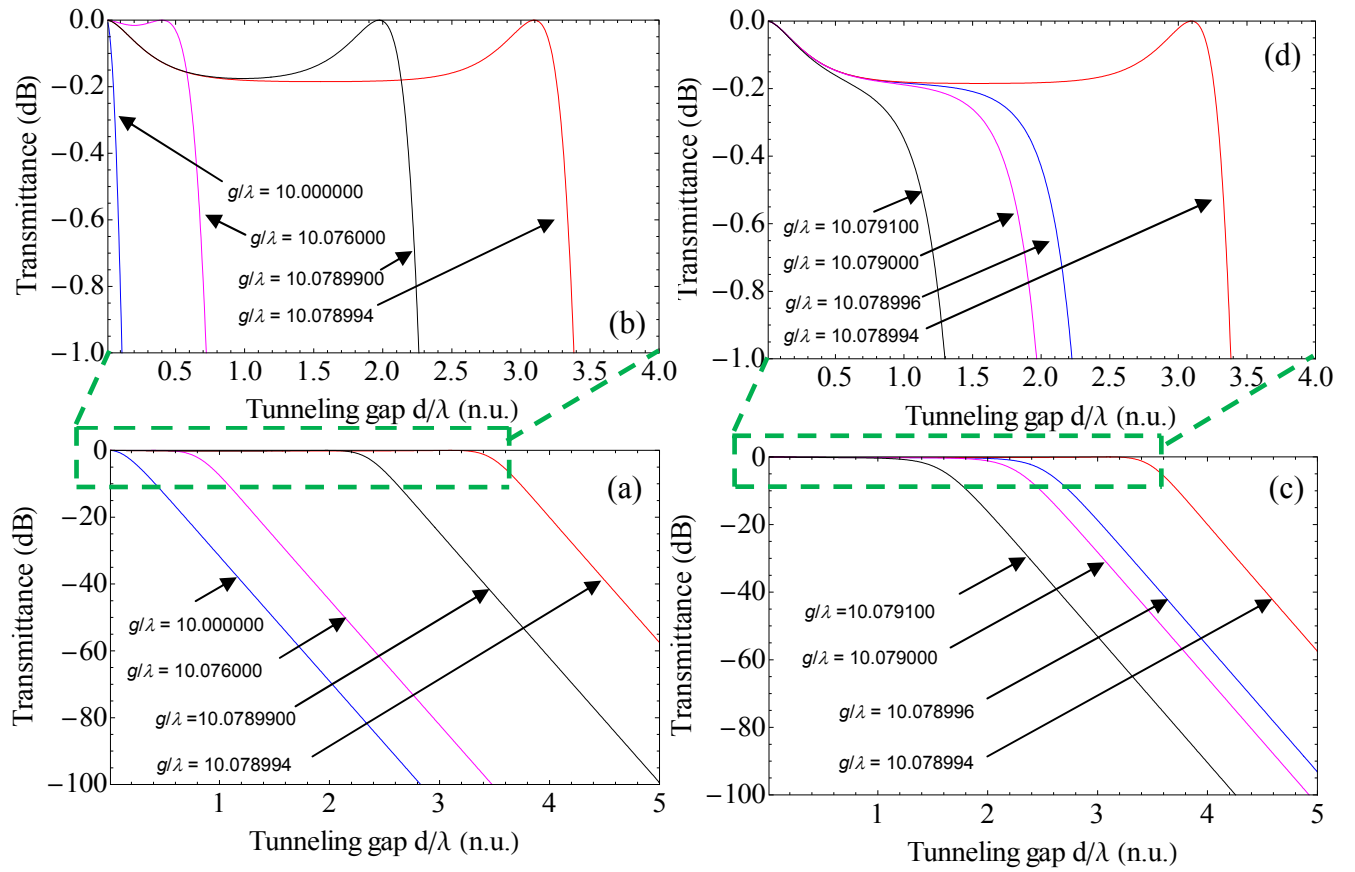 Transmittance (dB)
0.0
−0.2
−0.4
−0.6
−0.8
−1.0
g/λ = 10.000000
g/λ = 10.076000
g/λ = 10.0789900
g/λ = 10.078994
(b)
0.5 1.0 1.5 2.0 2.5 3.0 3.5 4.0
Tunneling gap d/λ (n.u.)
Transmittance (dB)
0.0
−0.2
−0.4
−0.6
−0.8
−1.0
(d)
g/λ = 10.079100
g/λ = 10.079000
g/λ = 10.078996
g/λ = 10.078994
0.5 1.0 1.5 2.0 2.5 3.0 3.5 4.0
Tunneling gap d/λ (n.u.)
Transmittance (dB)
0
−20
−40
−60
−80
−100
(a)
g/λ = 10.000000
g/λ = 10.076000
g/λ =10.0789900
g/λ = 10.078994
1 2 3 4 5
Tunneling gap d/λ (n.u.)
Transmittance (dB)
0
−20
−40
−60
−80
−100
(c)
g/λ =10.079100
g/λ = 10.079000
g/λ = 10.078996
g/λ = 10.078994
1 2 3 4 5
Tunneling gap d/λ (n.u.)